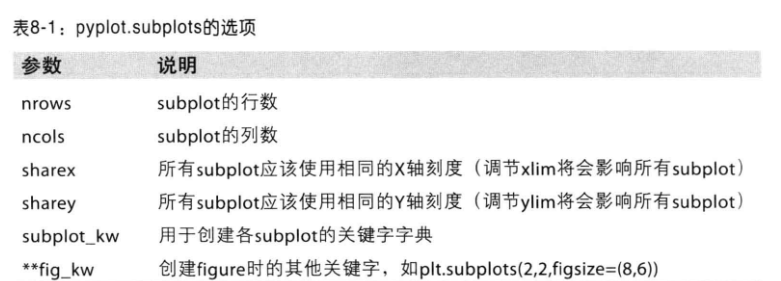 表8-1：pyplot.subplots的选项
参数 说明
nrows subplot的行数
ncols subplot的列数
sharex 所有subplot应该使用相同的X轴刻度（调节xlim将会影响所有subplot）
sharey 所有subplot应该使用相同的Y轴刻度（调节ylim将会影响所有subplot）
subplot_kw 用于创建各subplot的关键字字典
**fig_kw 创建figure时的其他关键字，如plt.subplots(2,2,figsize=(8,6))